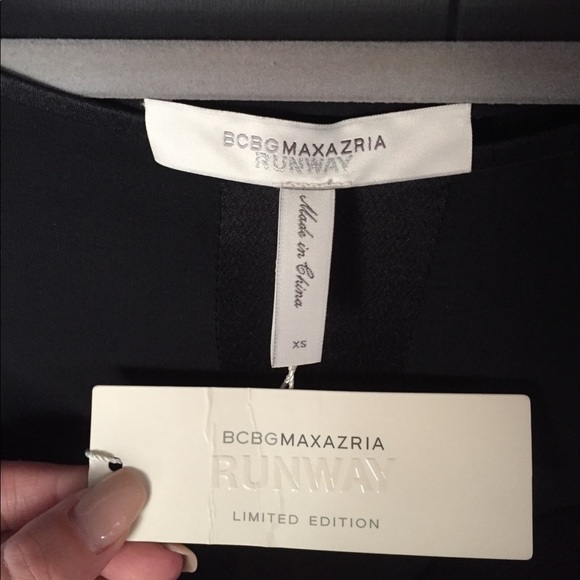 BCBGMAXAZRIA
RUNWAY
Made in China
XS
BCBGMAXAZRIA
RUNWAY
LIMITED EDITION